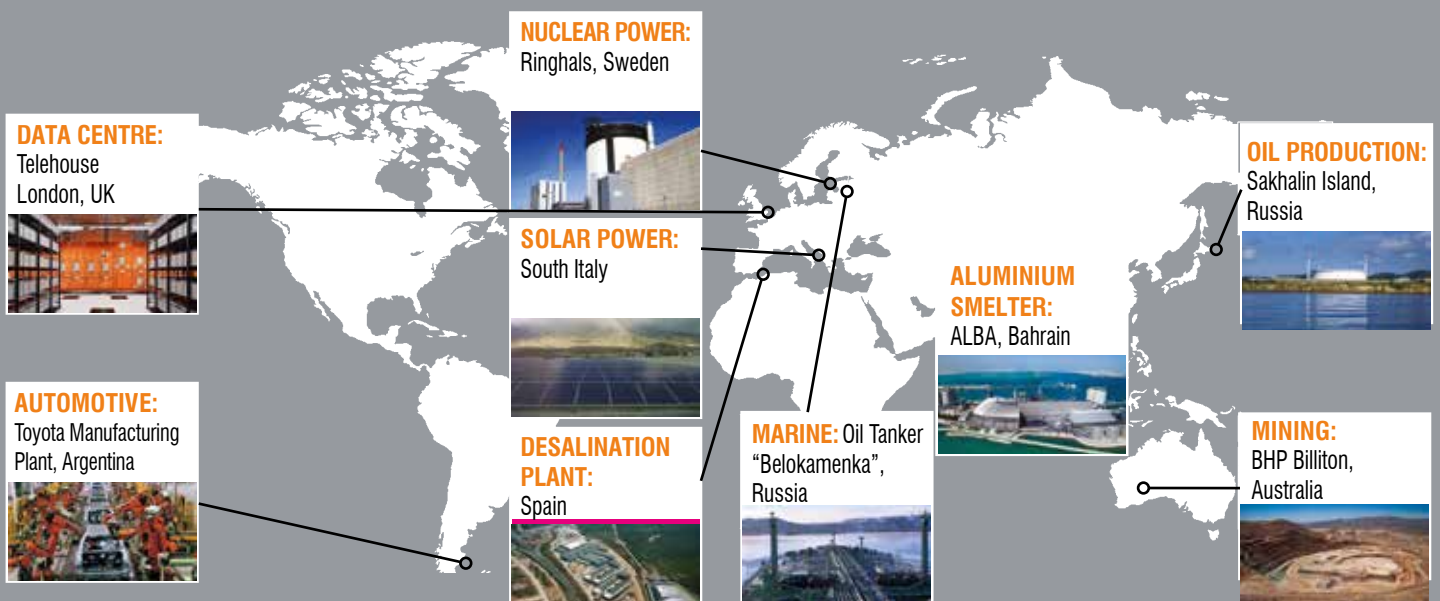 NUCLEAR POWER:
Ringhals, Sweden
DATA CENTRE:
Telehouse
London, UK
OIL PRODUCTION:
Sakhalin Island,
Russia
SOLAR POWER:
South Italy
ALUMINIUM
SMELTER:
ALBA, Bahrain
AUTOMOTIVE:
Toyota Manufacturing
Plant, Argentina
DESALINATION
PLANT:
Spain
MARINE: Oil Tanker
“Belokamenka”,
Russia
MINING:
BHP Billiton,
Australia